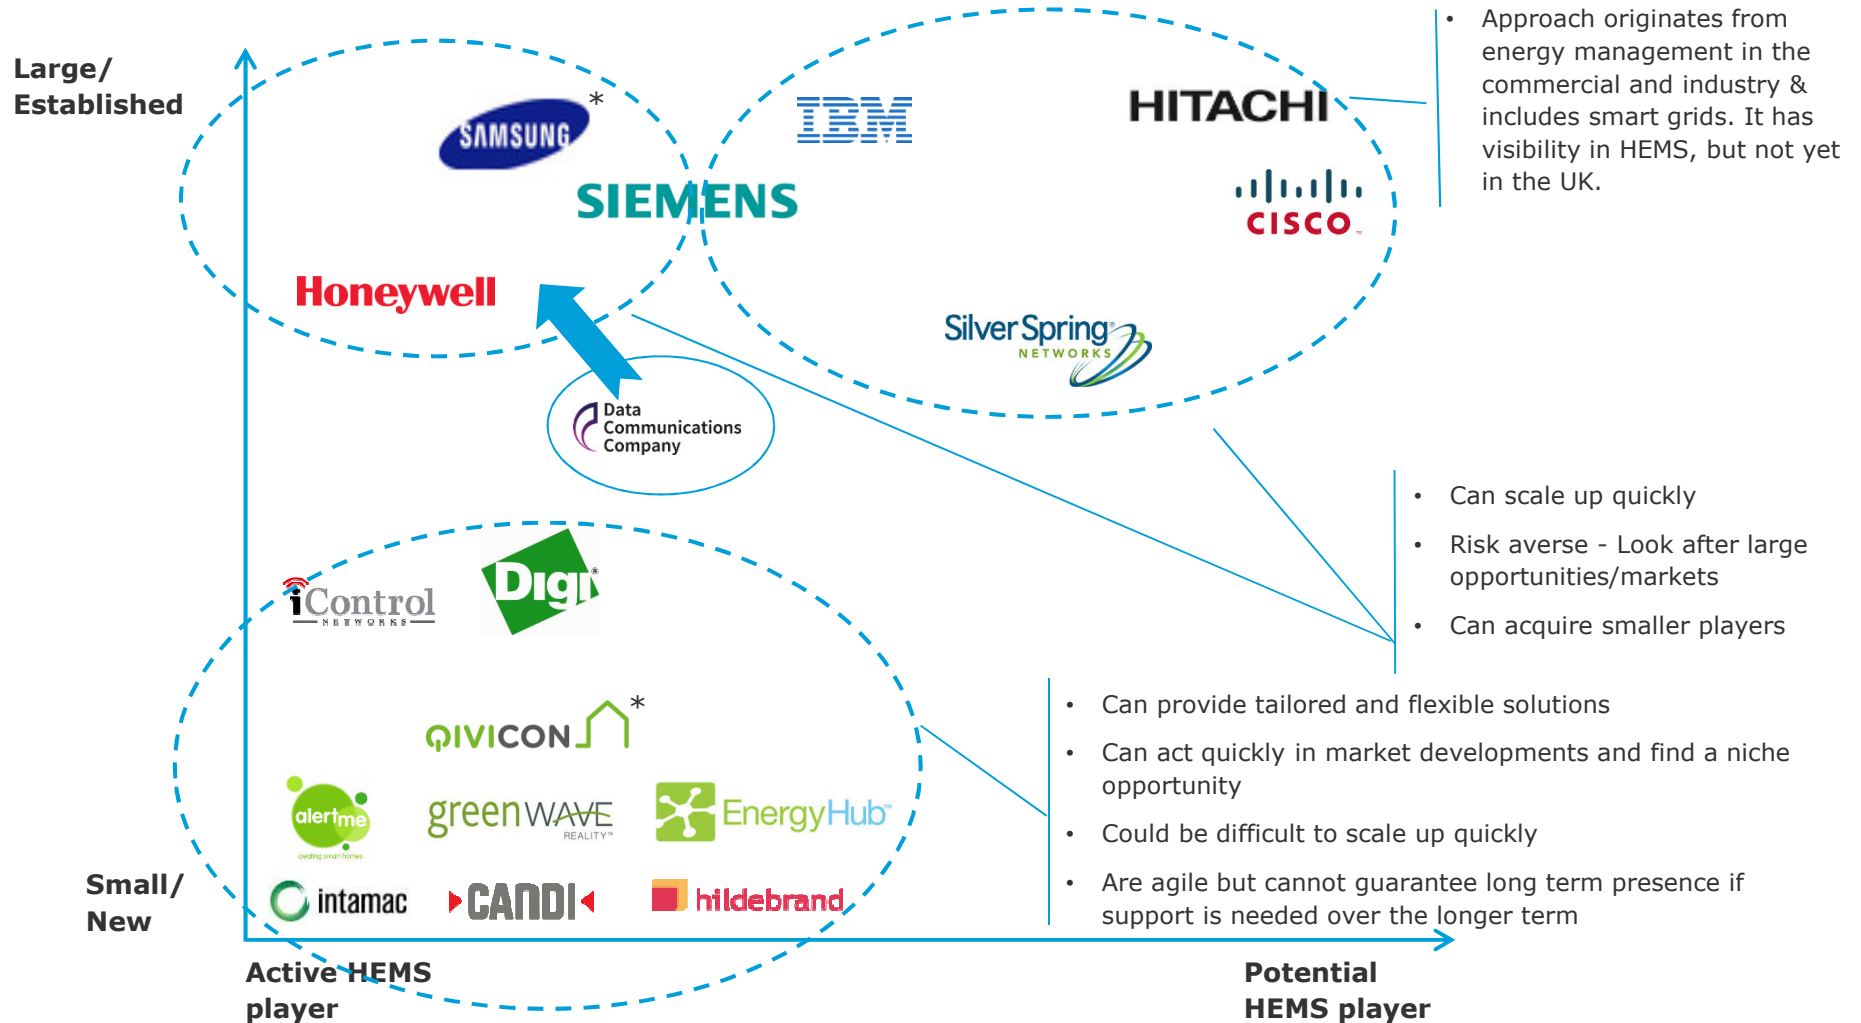 Large/
Established
SAMSUNG *
SIEMENS
Honeywell
IBM
HITACHI
CISCO
Silver Spring
NETWORKS
• Approach originates from
energy management in the
commercial and industry &
includes smart grids. It has
visibility in HEMS, but not yet
in the UK.
Data
Communications
Company
• Can scale up quickly
• Risk averse - Look after large
opportunities/markets
• Can acquire smaller players
iControl
NETWORKS
Digi
QIVICON *
alertme
creating smart homes
greenWAVE
REALITY™
EnergyHub™
intamac
CANDI
hildebrand
• Can provide tailored and flexible solutions
• Can act quickly in market developments and find a niche
opportunity
• Could be difficult to scale up quickly
• Are agile but cannot guarantee long term presence if
support is needed over the longer term
Small/
New
Active HEMS
player
Potential
HEMS player